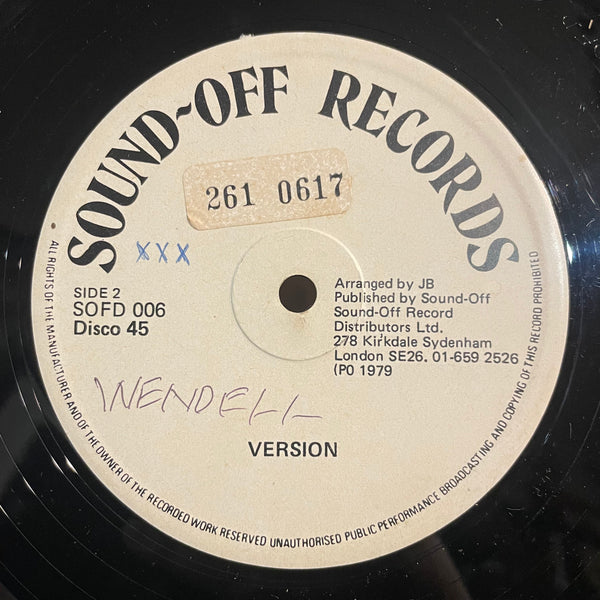 SOUND-OFF RECORDS
261 0617
xxx
SIDE 2
SOFD 006
Disco 45
Arranged by JB
Published by Sound-Off
Sound-Off Record
Distributors Ltd.
278 Kirkdale Sydenham
London SE26. 01-659 2526
(PO 1979
WENDELL
VERSION
• ALL RIGHTS OF THE MANUFACTURER AND OF THE OWNER OF THE RECORDED WORK RESERVED UNAUTHORISED PUBLIC PERFORMANCE BROADCASTING AND COPYING OF THIS RECORD PROHIBITED